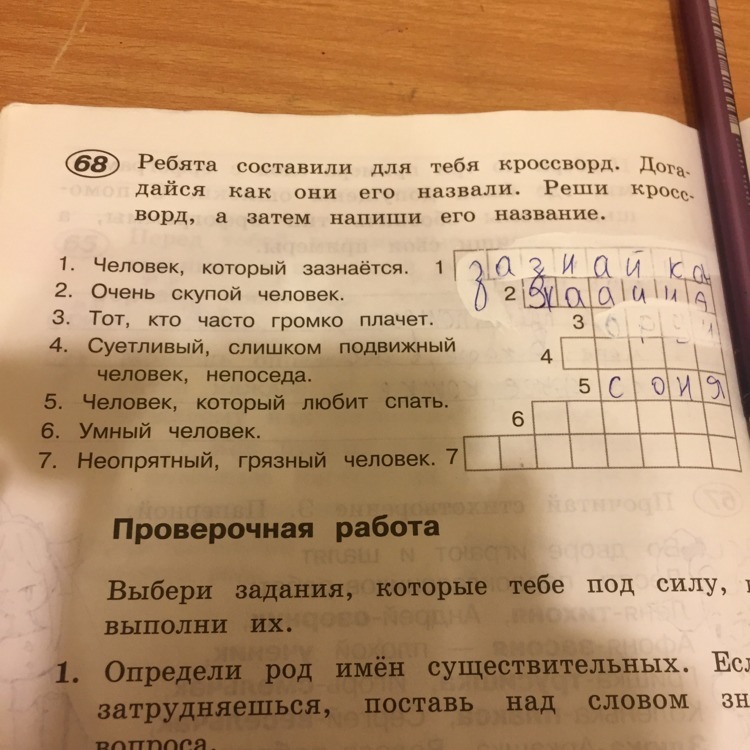 68 Ребята составили для тебя кроссворд. Дога-
дайся как они его назвали. Реши кросс-
ворд, а затем напиши его название.
1. Человек, который зазнаётся. 1 зазнайка
2. Очень скупой человек. 2
3. Тот, кто часто громко плачет. 3
4. Суетливый, слишком подвижный 4
человек, непоседа.
5. Человек, который любит спать. 5 соня
6. Умный человек. 6
7. Неопрятный, грязный человек. 7
Проверочная работа
Выбери задания, которые тебе под силу,
выполни их.
1. Определи род имён существительных.
затрудняешься, поставь над словом
вопроса.